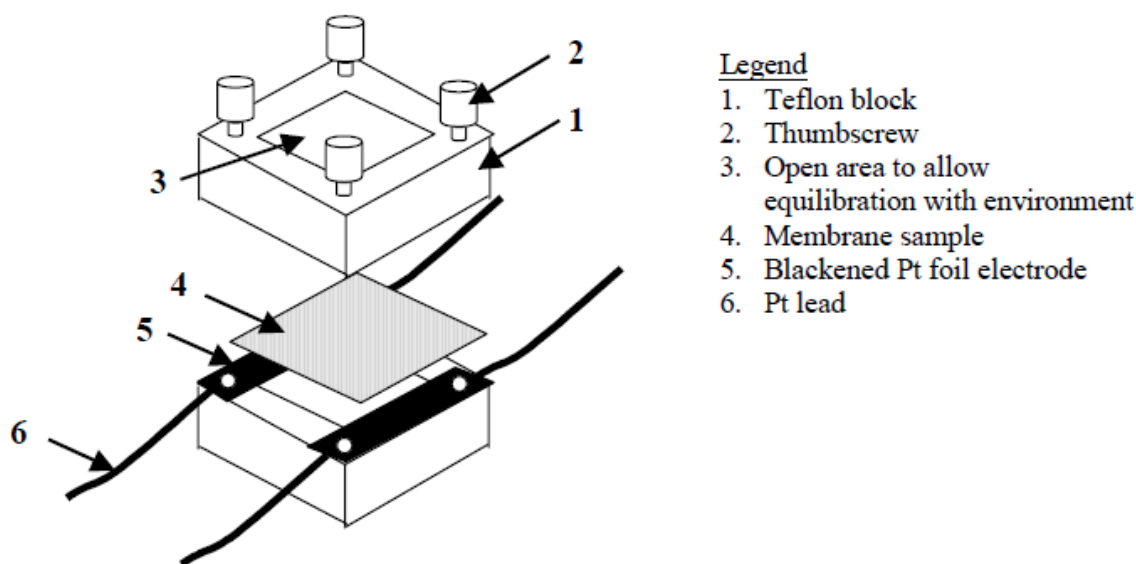 2
1
3
4
5
6
Legend
1. Teflon block
2. Thumbscrew
3. Open area to allow
equilibration with environment
4. Membrane sample
5. Blackened Pt foil electrode
6. Pt lead